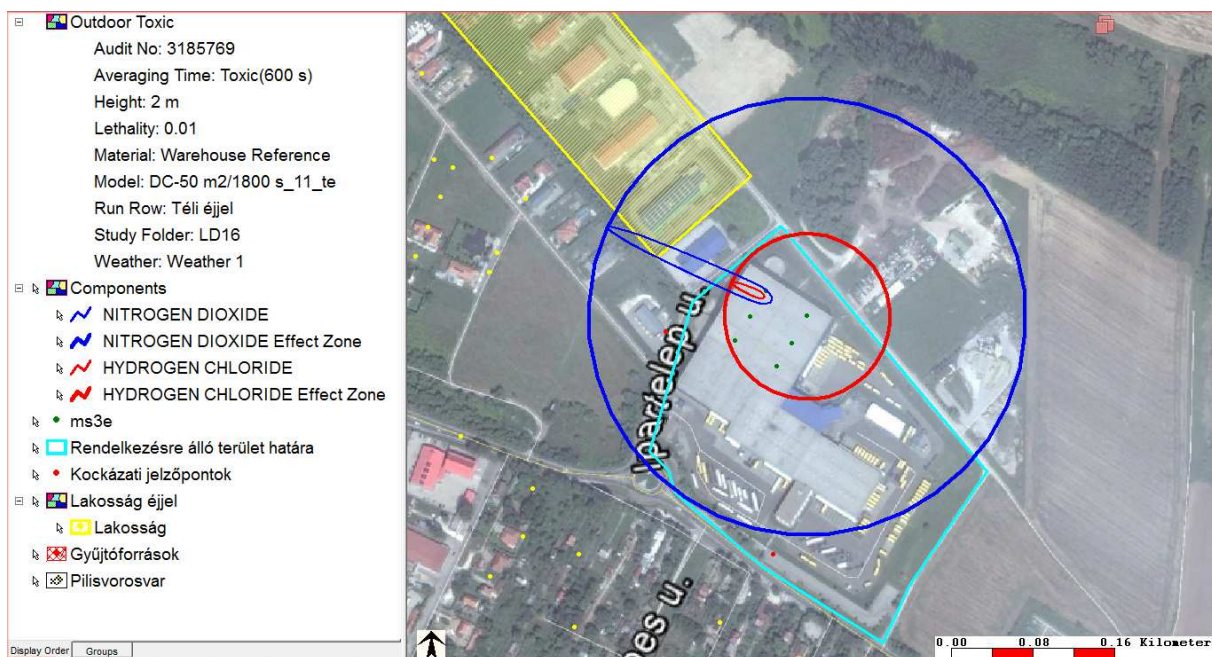 Outdoor Toxic
Audit No: 3185769
Averaging Time: Toxic(600 s)
Height: 2 m
Lethality: 0.01
Material: Warehouse Reference
Model: DC-50 m2/1800 s_11_te
Run Row: Téli éjjel
Study Folder: LD16
Weather: Weather 1
Components
NITROGEN DIOXIDE
NITROGEN DIOXIDE Effect Zone
HYDROGEN CHLORIDE
HYDROGEN CHLORIDE Effect Zone
ms3e
Rendelkezésre álló terület határa
Kockázati jelzőpontok
Lakosság éjjel
Lakosság
Gyűjtóforrások
Pilisvorosvar
Display Order
Groups
Ipartelep u.
u.
0.00 0.08 0.16 Kilometer